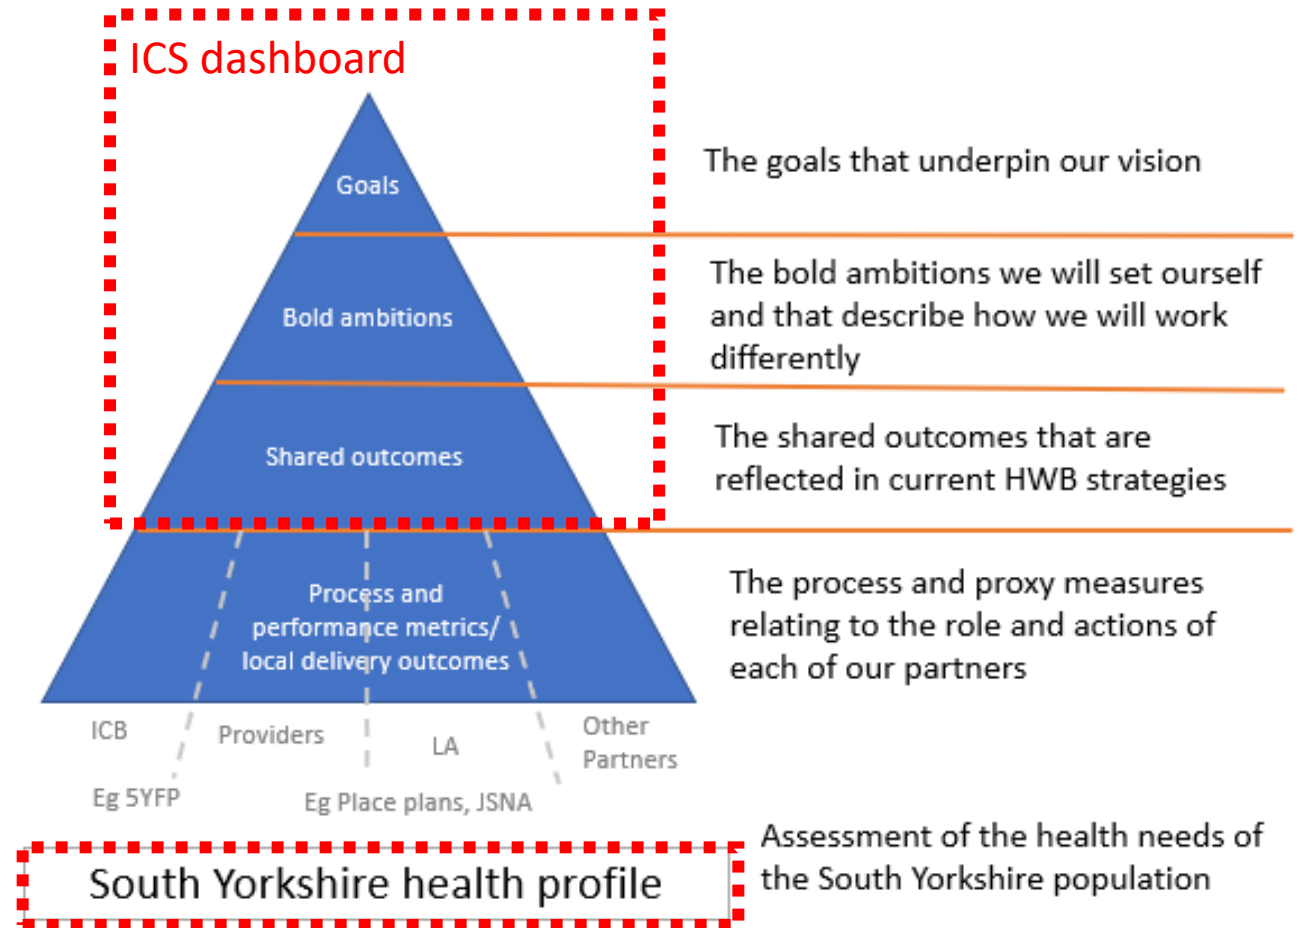 ICS dashboard
Goals
The goals that underpin our vision
Bold ambitions
The bold ambitions we will set ourself
and that describe how we will work
differently
Shared outcomes
The shared outcomes that are
reflected in current HWB strategies
Process and
performance metrics/
local delivery outcomes
The process and proxy measures
relating to the role and actions of
each of our partners
ICB
Providers
LA
Other
Partners
Eg 5YFP
Eg Place plans, JSNA
South Yorkshire health profile
Assessment of the health needs of
the South Yorkshire population